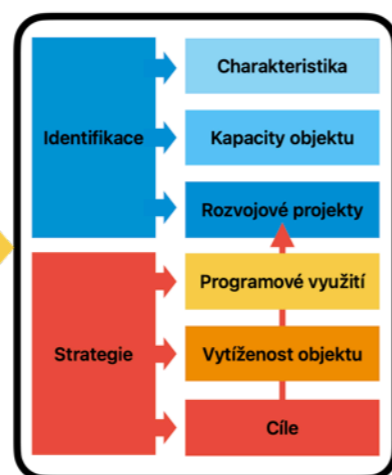 Identifikace
Charakteristika
Kapacity objektu
Rozvojové projekty
Strategie
Programové využití
Vytíženost objektu
Cíle